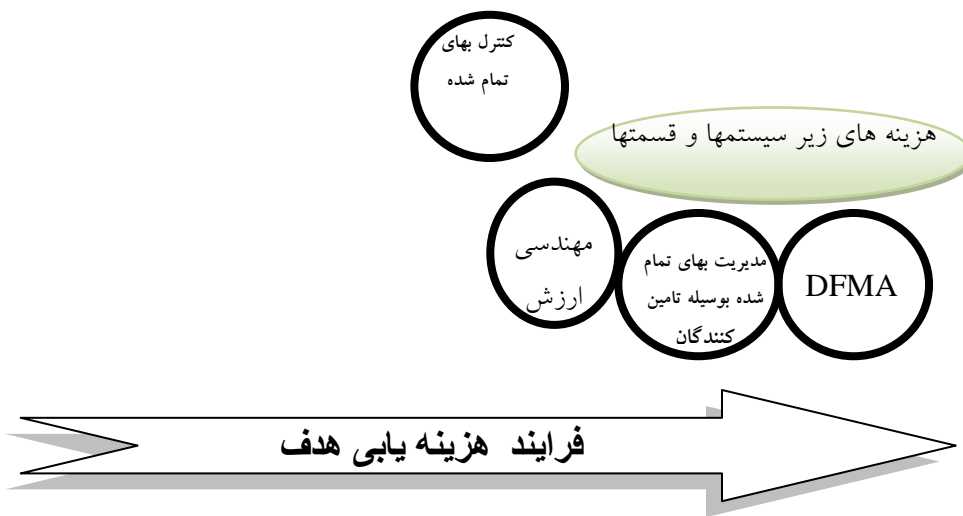 کنترل بهای
تمام شده
هزینه های زیر سیستمها و قسمتها
DFMA
مدیریت بهای تمام
شده بوسیله تامین
کنندگان
مهندسی
ارزش
فرایند هزینه یابی هدف